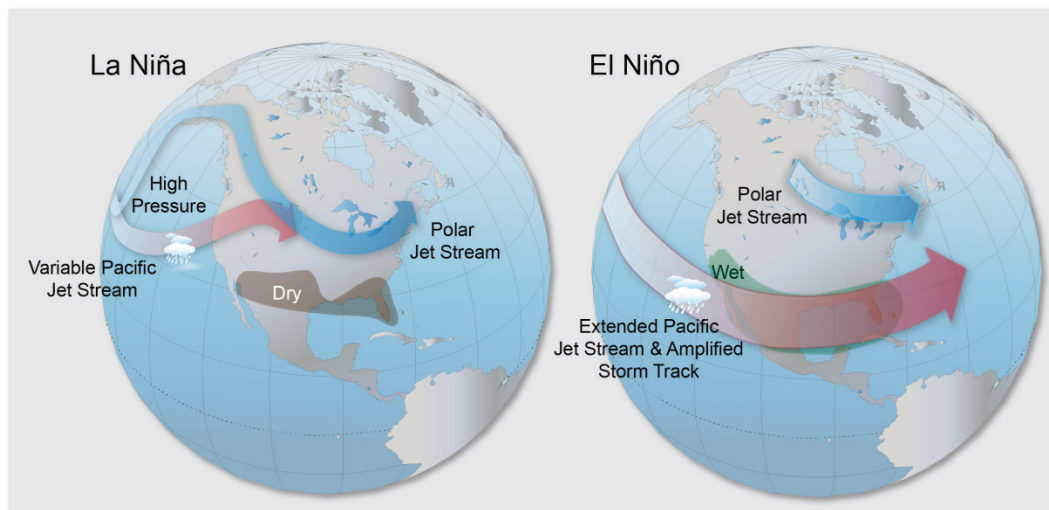 La Niña
High
Pressure
Variable Pacific
Jet Stream
Polar
Jet Stream
Dry
El Niño
Polar
Jet Stream
Wet
Extended Pacific
Jet Stream & Amplified
Storm Track